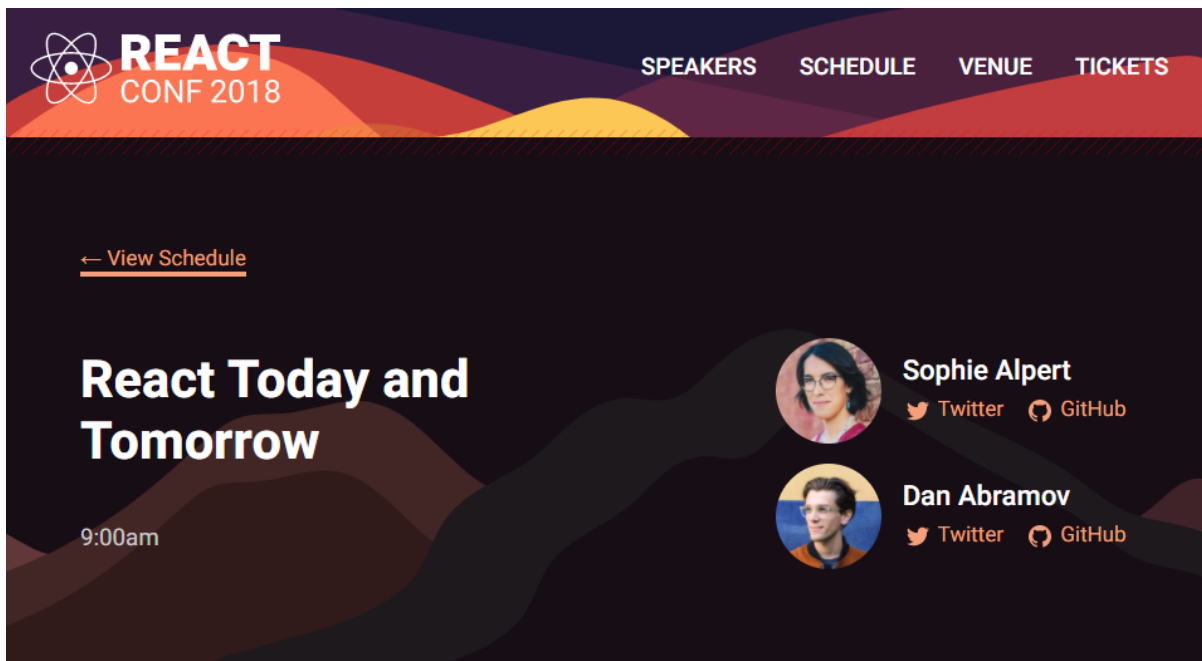 REACT
CONF 2018
SPEAKERS SCHEDULE VENUE TICKETS
← View Schedule
React Today and
Tomorrow
9:00am
Sophie Alpert
Twitter GitHub
Dan Abramov
Twitter GitHub